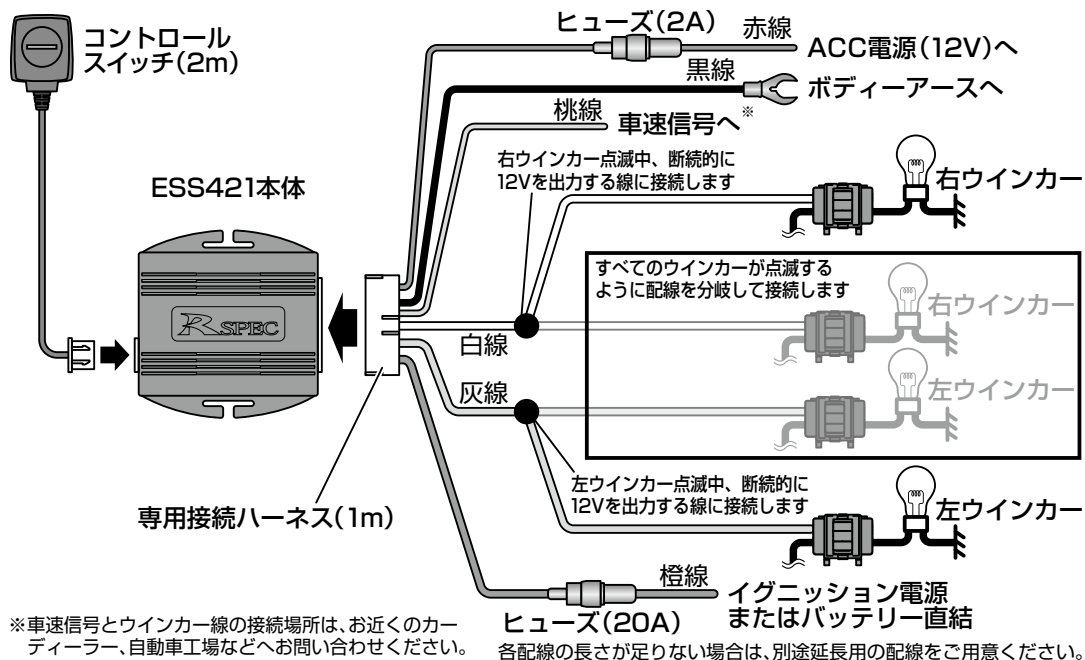 コントロール
スイッチ(2m)
ヒューズ(2A)
赤線
ACC電源(12V)へ
黒線
ボディーアースへ
桃線
車速信号へ※
右ウインカー点滅中、断続的に
12Vを出力する線に接続します
右ウインカー
ESS421本体
すべてのウインカーが点滅する
ように配線を分岐して接続します
右ウインカー
RSPEC
白線
左ウインカー
灰線
左ウインカー点滅中、断続的に
12Vを出力する線に接続します
左ウインカー
専用接続ハーネス(1m)
橙線
イグニッション電源
またはバッテリー直結
ヒューズ(20A)
※車速信号とウインカー線の接続場所は、お近くのカー
ディーラー、自動車工場などへお問い合わせください。
各配線の長さが足りない場合は、別途延長用の配線をご用意ください。